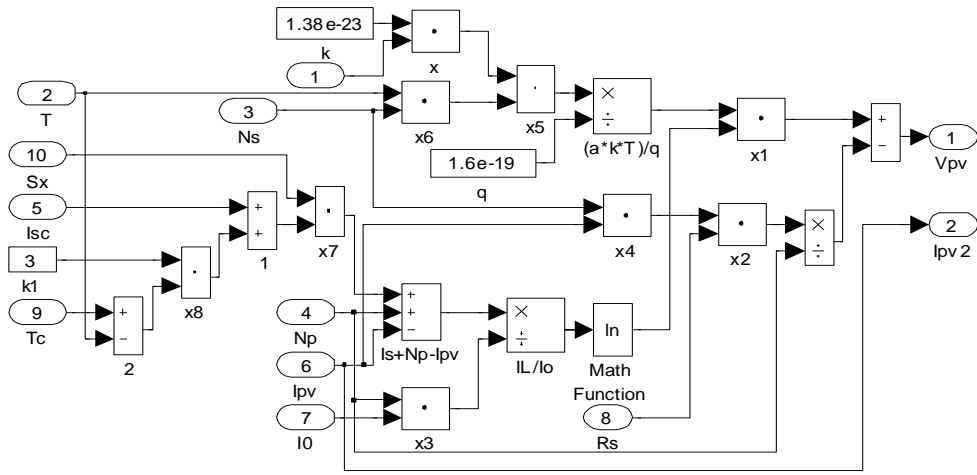 1.38e-23
k
1
x
2
T
3
Ns
x6
x5
×
÷
(a*k*T)/q
1.6e-19
q
x1
+
−
1
Vpv
10
Sx
5
Isc
+
+
1
x7
x4
x2
×
÷
2
Ipv 2
3
k1
x8
9
Tc
+
−
2
4
Np
+
+
−
Is+Np-Ipv
×
÷
IL/Io
ln
Math
Function
6
Ipv
7
I0
x3
8
Rs